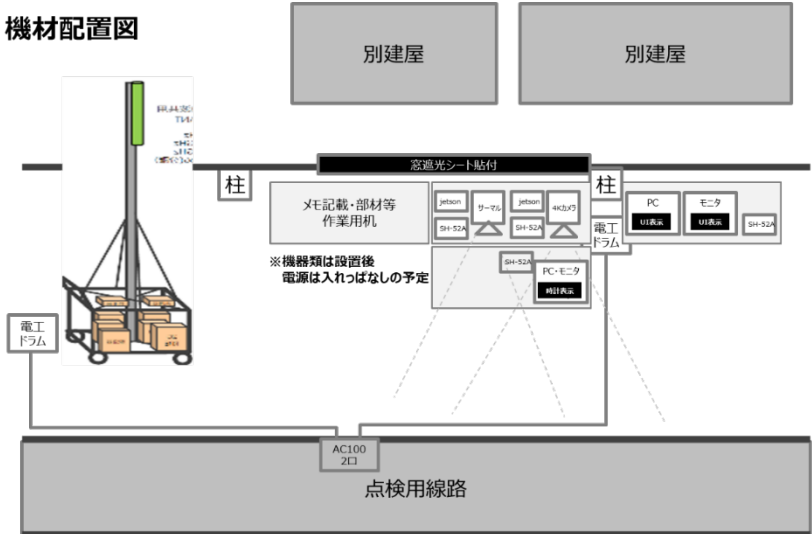 機材配置図
別建屋
別建屋
窓遮光シート貼付
柱
柱
メモ記載・部材等
作業用机
jetson
サーマル
jetson
4Kカメラ
SH-52A
SH-52A
PC
UI表示
モニタ
UI表示
SH-52A
電工
ドラム
※機器類は設置後
電源は入れっぱなしの予定
SH-52A
PC・モニタ
時計表示
電工
ドラム
AC100
2口
点検用線路